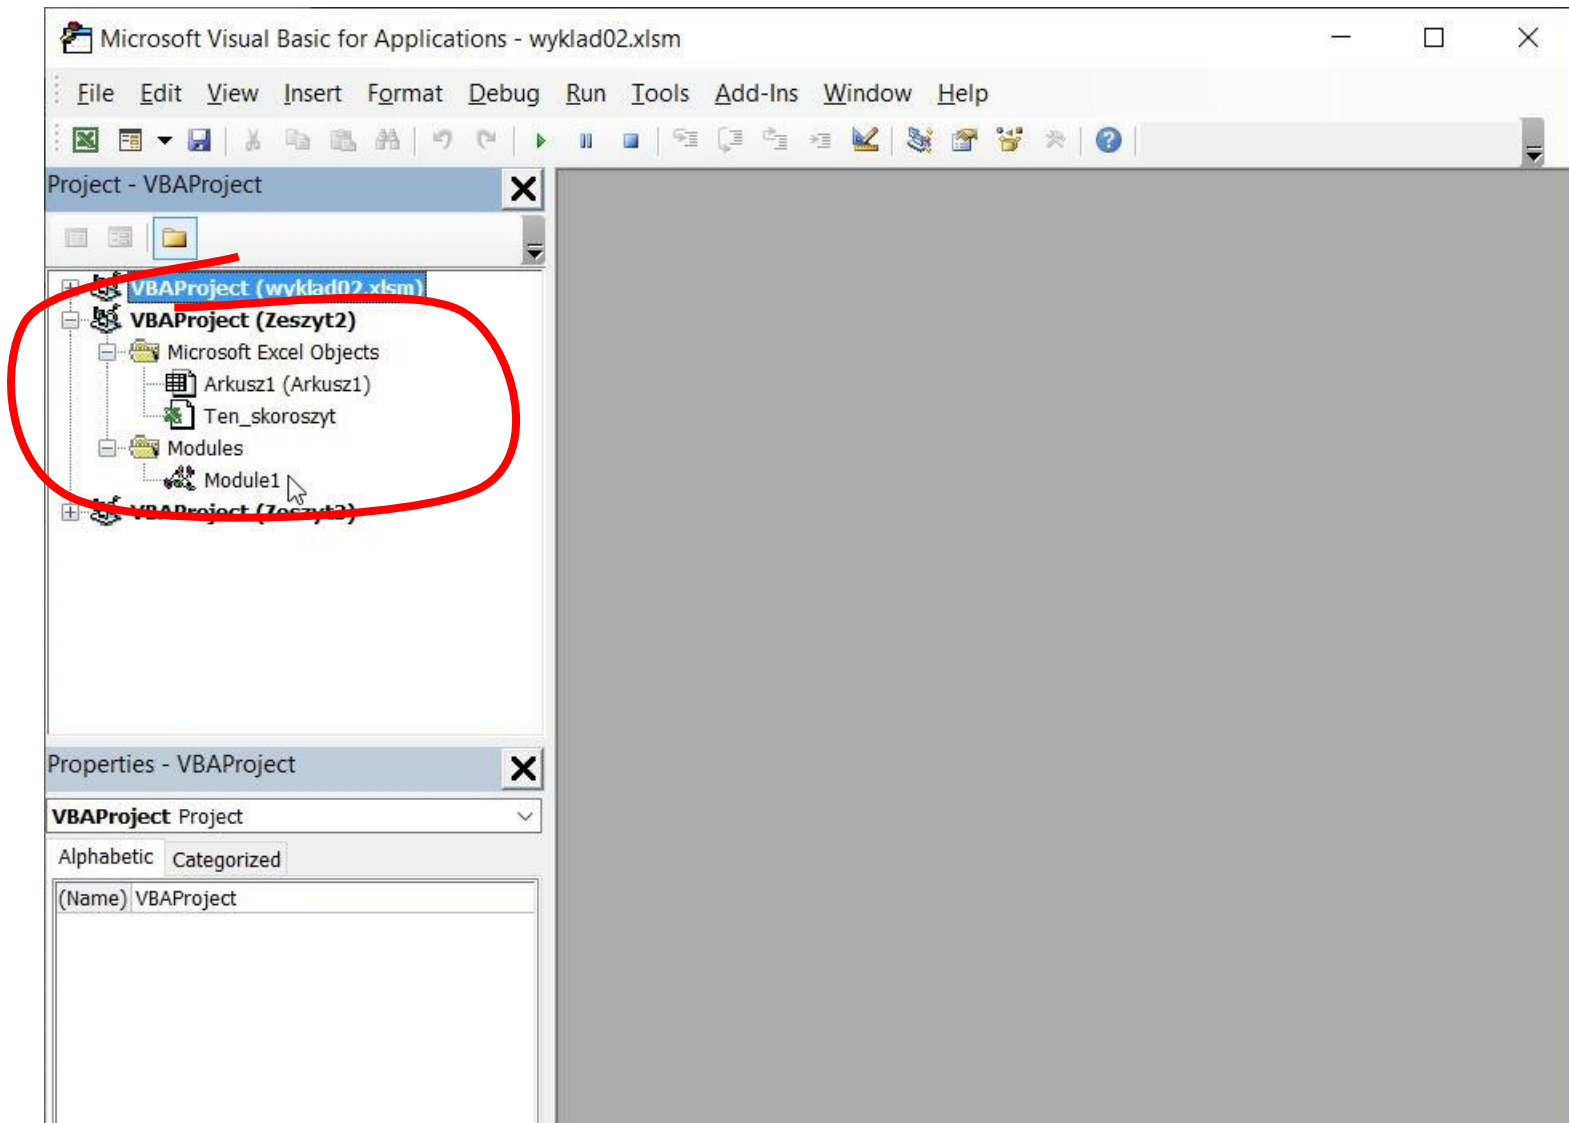 Microsoft Visual Basic for Applications - wyklad02.xlsm
File Edit View Insert Format Debug Run Tools Add-Ins Window Help
Project - VBAProject
VBAProject (wyklad02.xlsm)
VBAProject (Zeszyt2)
Microsoft Excel Objects
Arkusz1 (Arkusz1)
Ten_skoroszyt
Modules
Module1
VBAProject (Zeszyt3)
Properties - VBAProject
VBAProject Project
Alphabetic Categorized
(Name) VBAProject